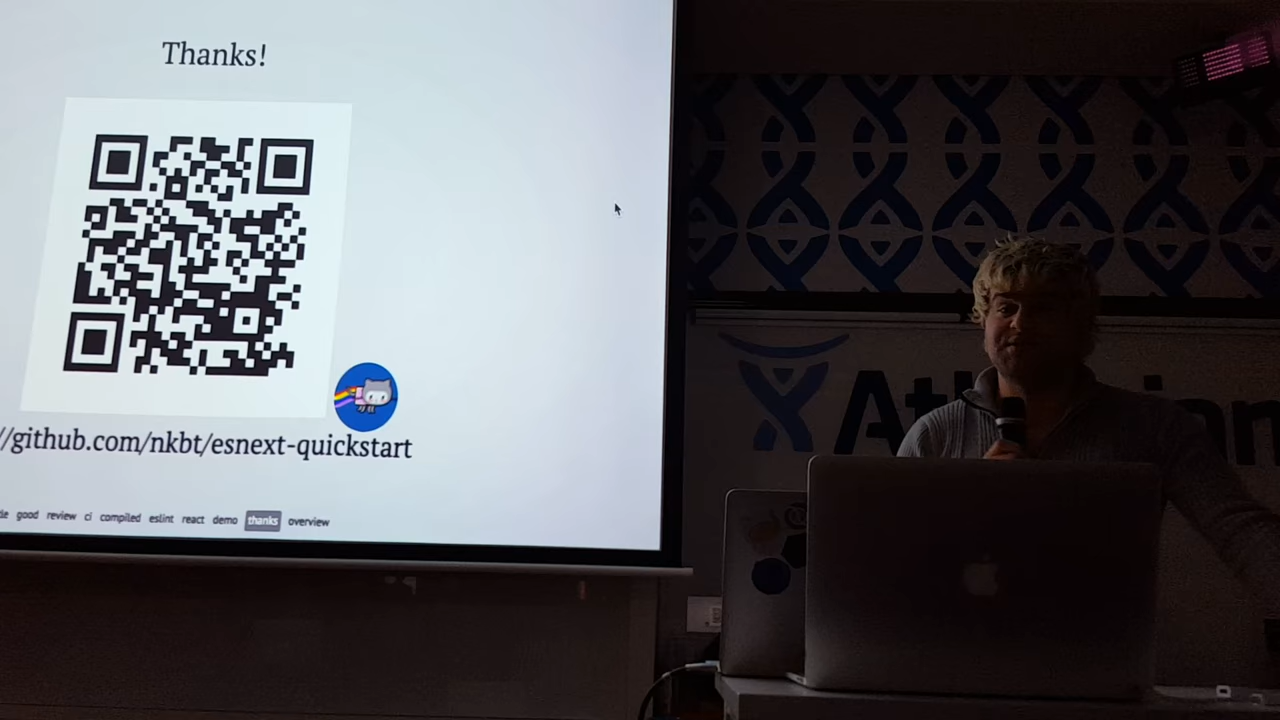 Thanks!
//github.com/nkbt/esnext-quickstart
good review ci compiled eslint react demo thanks overview